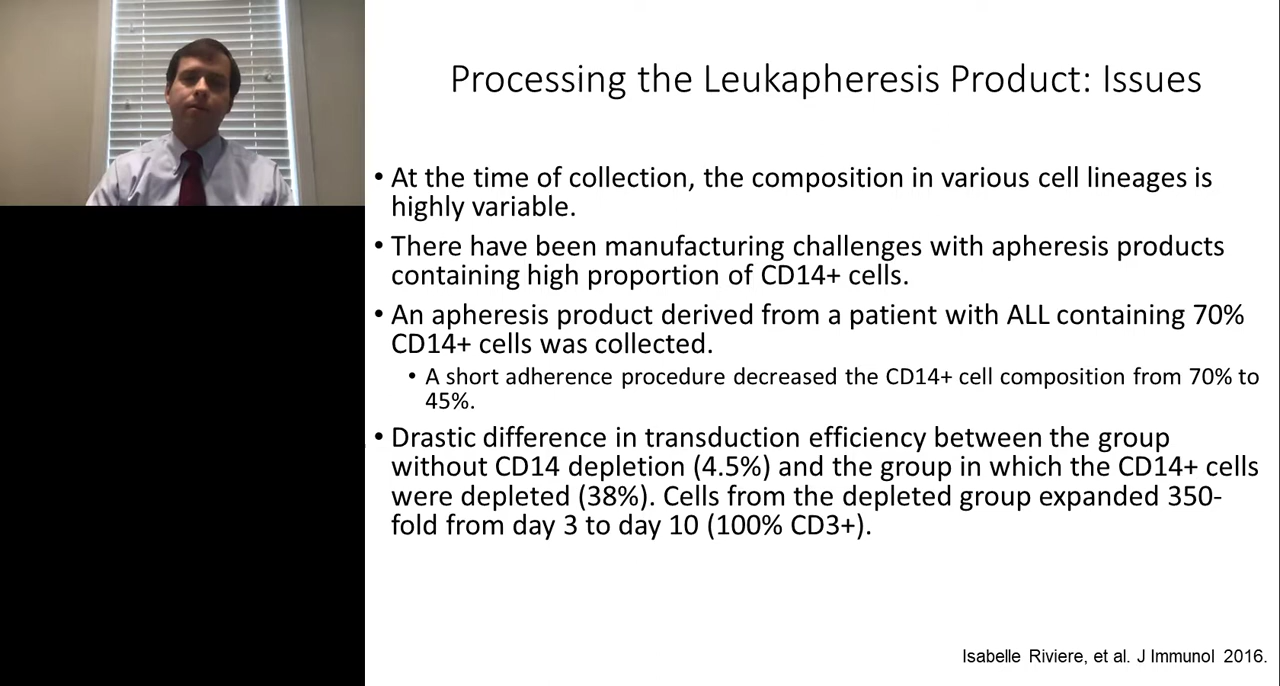 Processing the Leukapheresis Product: Issues
• At the time of collection, the composition in various cell lineages is
highly variable.
• There have been manufacturing challenges with apheresis products
containing high proportion of CD14+ cells.
• An apheresis product derived from a patient with ALL containing 70%
CD14+ cells was collected.
• A short adherence procedure decreased the CD14+ cell composition from 70% to
45%.
• Drastic difference in transduction efficiency between the group
without CD14 depletion (4.5%) and the group in which the CD14+ cells
were depleted (38%). Cells from the depleted group expanded 350-
fold from day 3 to day 10 (100% CD3+).
Isabelle Riviere, et al. J Immunol 2016.